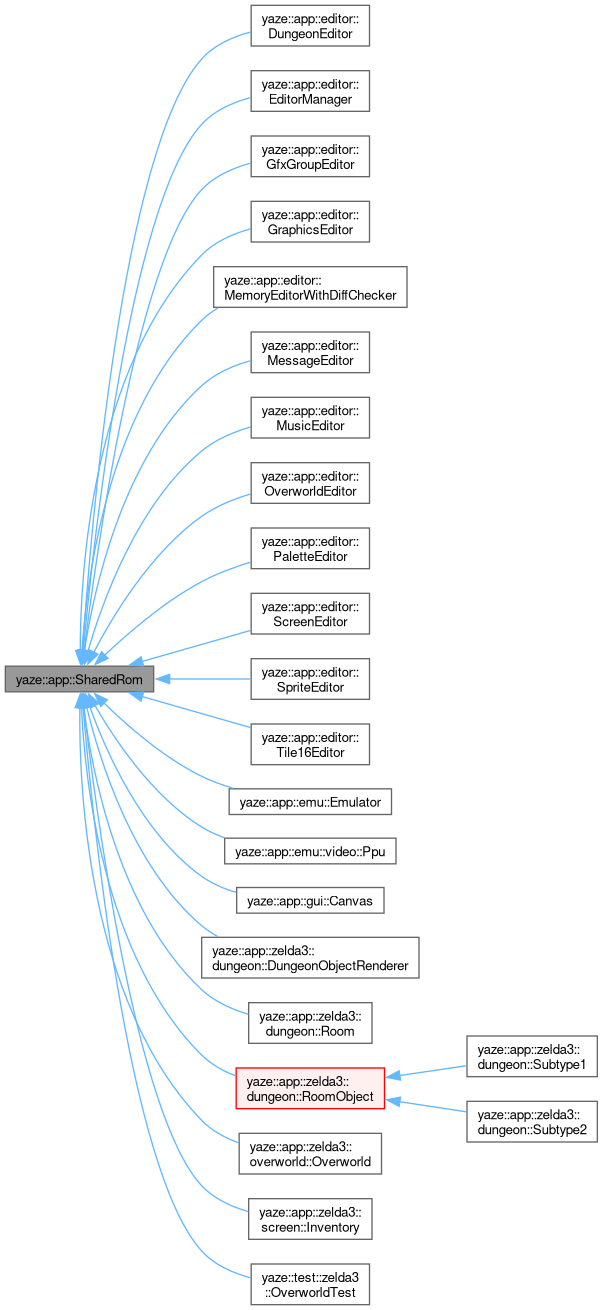 yaze::app::editor::
DungeonEditor
yaze::app::editor::
EditorManager
yaze::app::editor::
GfxGroupEditor
yaze::app::editor::
GraphicsEditor
yaze::app::editor::
MemoryEditorWithDiffChecker
yaze::app::editor::
MessageEditor
yaze::app::editor::
MusicEditor
yaze::app::editor::
OverworldEditor
yaze::app::editor::
PaletteEditor
yaze::app::editor::
ScreenEditor
yaze::app::SharedRom
yaze::app::editor::
SpriteEditor
yaze::app::editor::
Tile16Editor
yaze::app::emu::Emulator
yaze::app::emu::video::Ppu
yaze::app::gui::Canvas
yaze::app::zelda3::
dungeon::DungeonObjectRenderer
yaze::app::zelda3::
dungeon::Room
yaze::app::zelda3::
dungeon::RoomObject
yaze::app::zelda3::
dungeon::Subtype1
yaze::app::zelda3::
dungeon::Subtype2
yaze::app::zelda3::
overworld::Overworld
yaze::app::zelda3::
screen::Inventory
yaze::test::zelda3
::OverworldTest